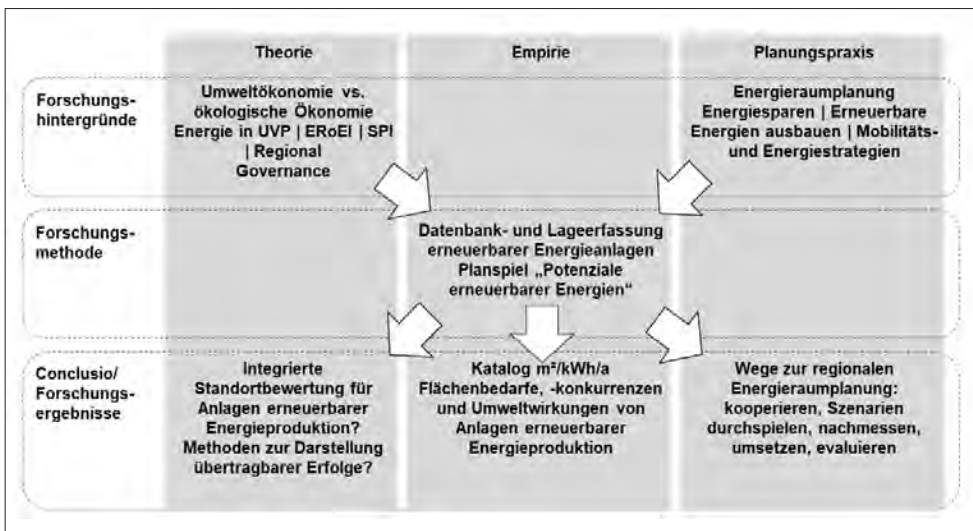 Theorie
Empirie
Planungspraxis
Forschungs-
hintergründe
Umweltökonomie vs.
ökologische Ökonomie
Energie in UVP | ERoEI | SPI
| Regional
Governance
Energieraumplanung
Energiesparen | Erneuerbare
Energien ausbauen | Mobilitäts-
und Energiestrategien
Forschungs-
methode
Datenbank- und Lageerfassung
erneuerbarer Energieanlagen
Planspiel „Potenziale
erneuerbarer Energien“
Conclusio/
Forschungs-
ergebnisse
Integrierte
Standortbewertung für
Anlagen erneuerbarer
Energieproduktion?
Methoden zur Darstellung
übertragbarer Erfolge?
Katalog m²/kWh/a
Flächenbedarfe, -konkurrenzen
und Umweltwirkungen von
Anlagen erneuerbarer
Energieproduktion
Wege zur regionalen
Energieraumplanung:
kooperieren, Szenarien
durchspielen, nachmessen,
umsetzen, evaluieren